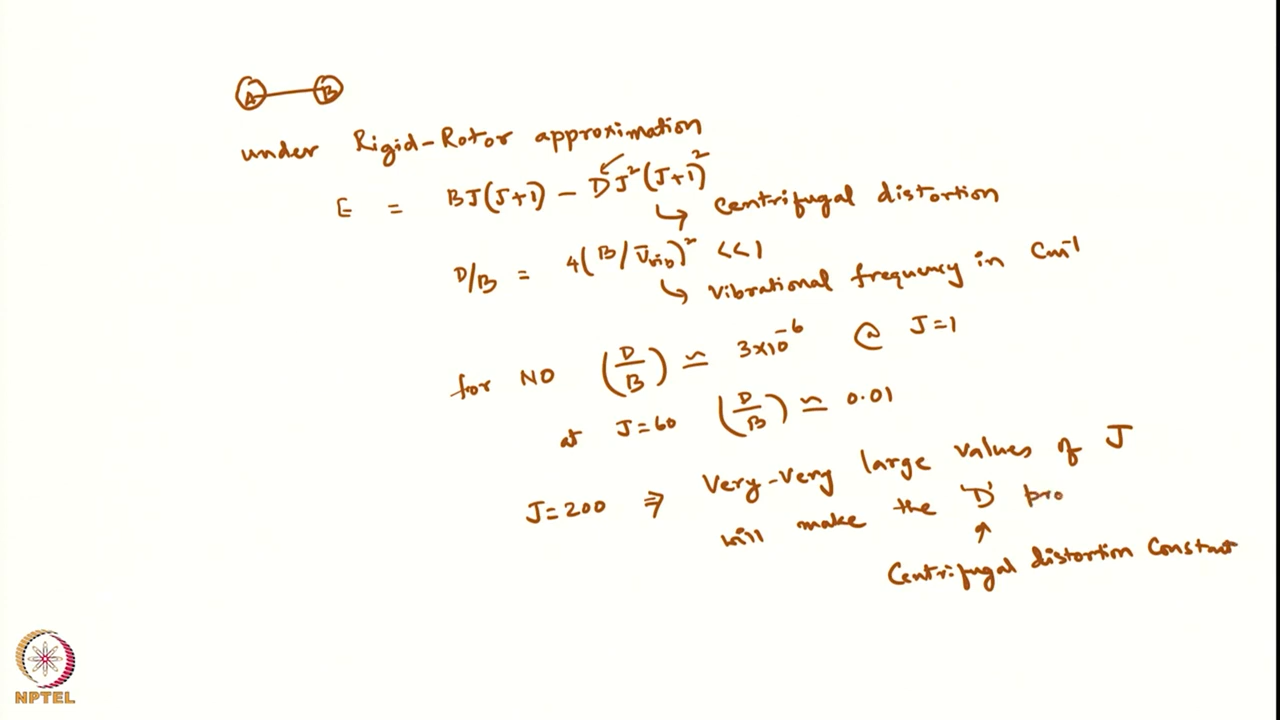 A B
under Rigid-Rotor approximation
E = BJ(J+1) - DJ²(J+1)²
↳ Centrifugal distortion
D/B = 4(B/ν̄vib)² <<1
↳ vibrational frequency in Cm⁻¹
for NO (D/B) ≃ 3×10⁻⁶ @ J=1
at J=60 (D/B) ≃ 0.01
J=200 ⇒ Very-Very large values of J
will make the 'D' pro
↑
Centrifugal distortion Constant
NPTEL